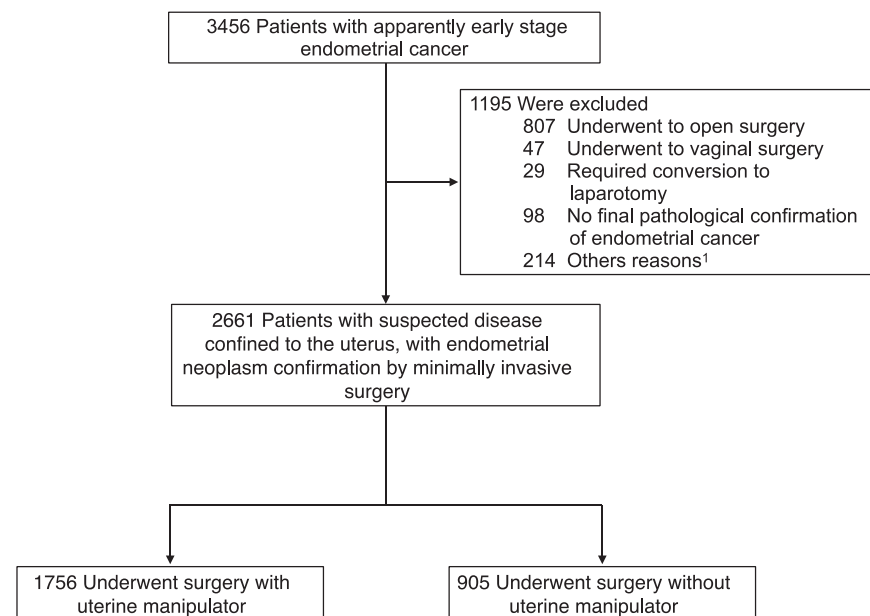 3456 Patients with apparently early stage
endometrial cancer
1195 Were excluded
807 Underwent to open surgery
47 Underwent to vaginal surgery
29 Required conversion to
laparotomy
98 No final pathological confirmation
of endometrial cancer
214 Others reasons¹
2661 Patients with suspected disease
confined to the uterus, with endometrial
neoplasm confirmation by minimally invasive
surgery
1756 Underwent surgery with
uterine manipulator
905 Underwent surgery without
uterine manipulator